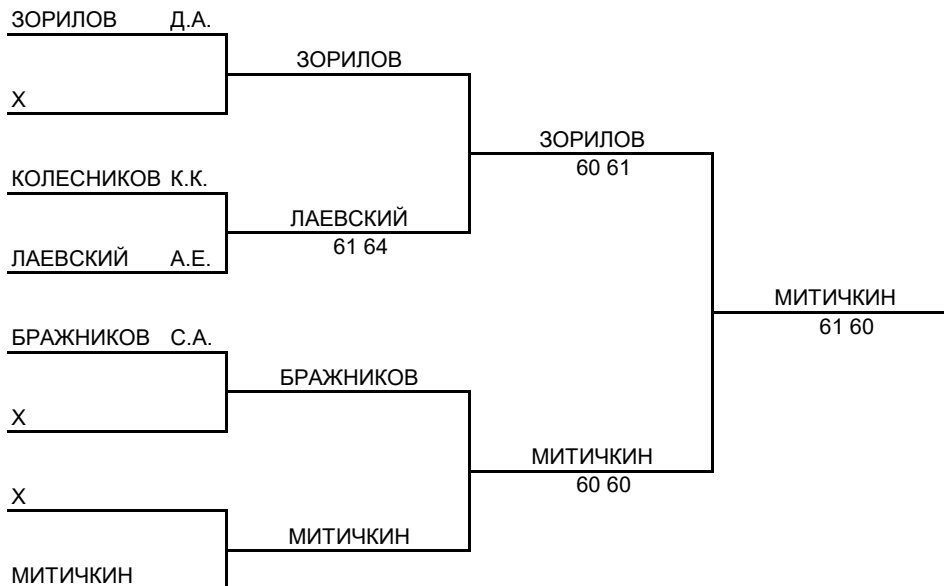 ЗОРИЛОВ Д.А.
ЗОРИЛОВ
Х
ЗОРИЛОВ
60 61
КОЛЕСНИКОВ К.К.
ЛАЕВСКИЙ
61 64
ЛАЕВСКИЙ А.Е.
МИТИЧКИН
61 60
БРАЖНИКОВ С.А.
БРАЖНИКОВ
Х
МИТИЧКИН
60 60
Х
МИТИЧКИН
МИТИЧКИН